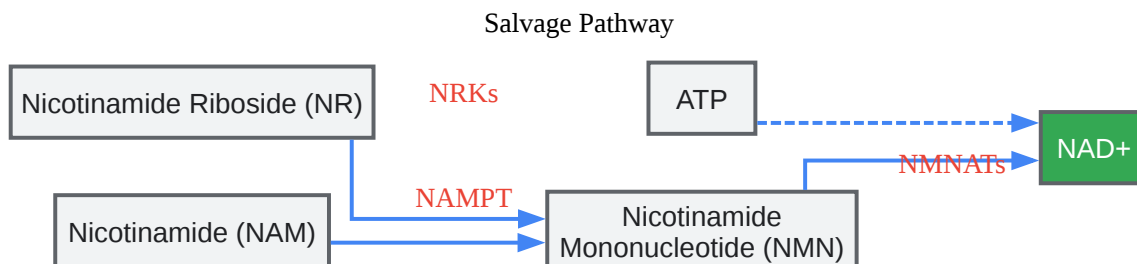 Salvage Pathway
Nicotinamide Riboside (NR)
NRKs
ATP
NAD+
NMNATs
NAMPT
Nicotinamide (NAM)
Nicotinamide
Mononucleotide (NMN)